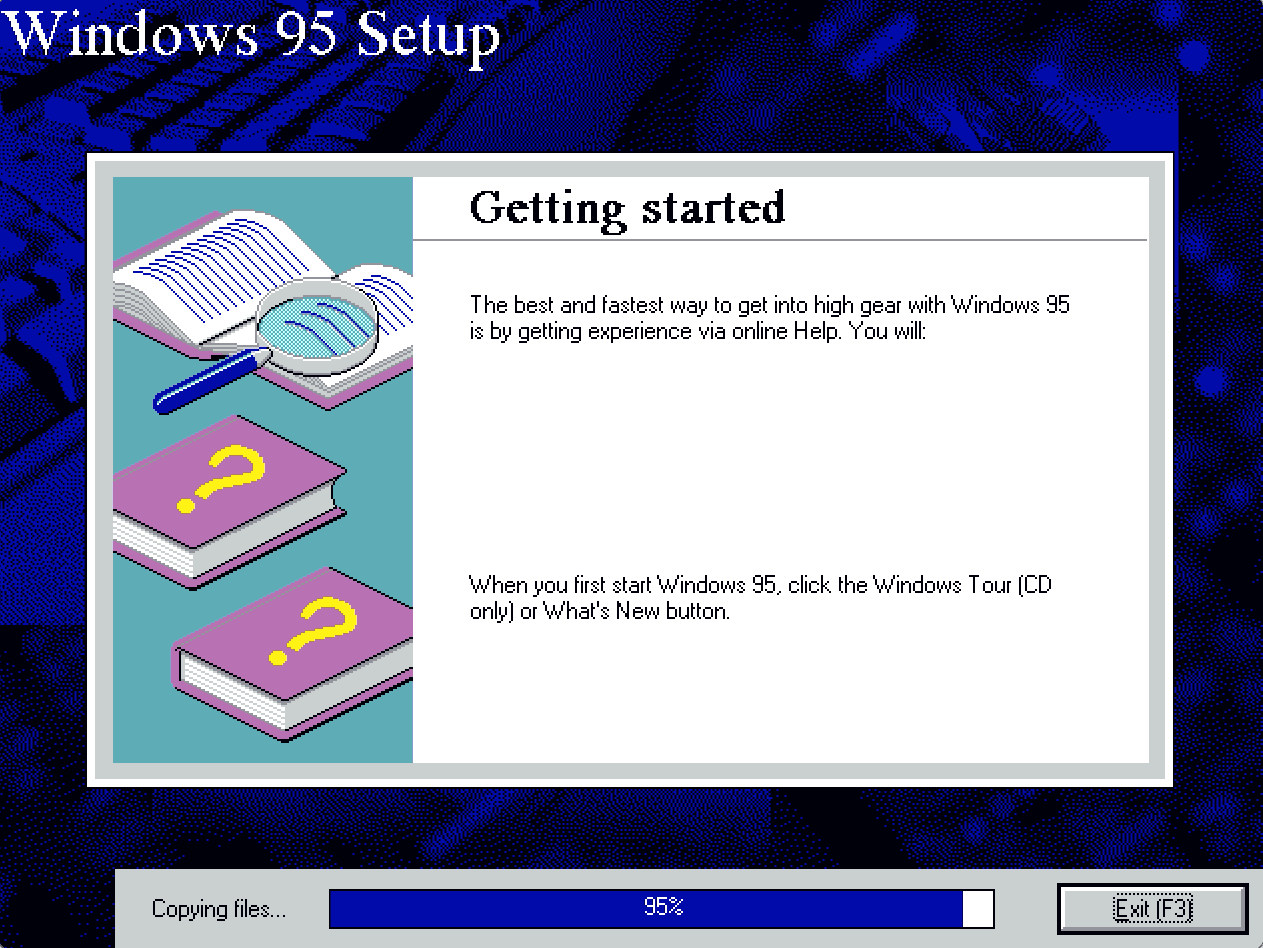 Windows 95 Setup
Getting started
The best and fastest way to get into high gear with Windows 95
is by getting experience via online Help. You will:
When you first start Windows 95, click the Windows Tour (CD
only) or What's New button.
Copying files...
95%
Exit (F3)